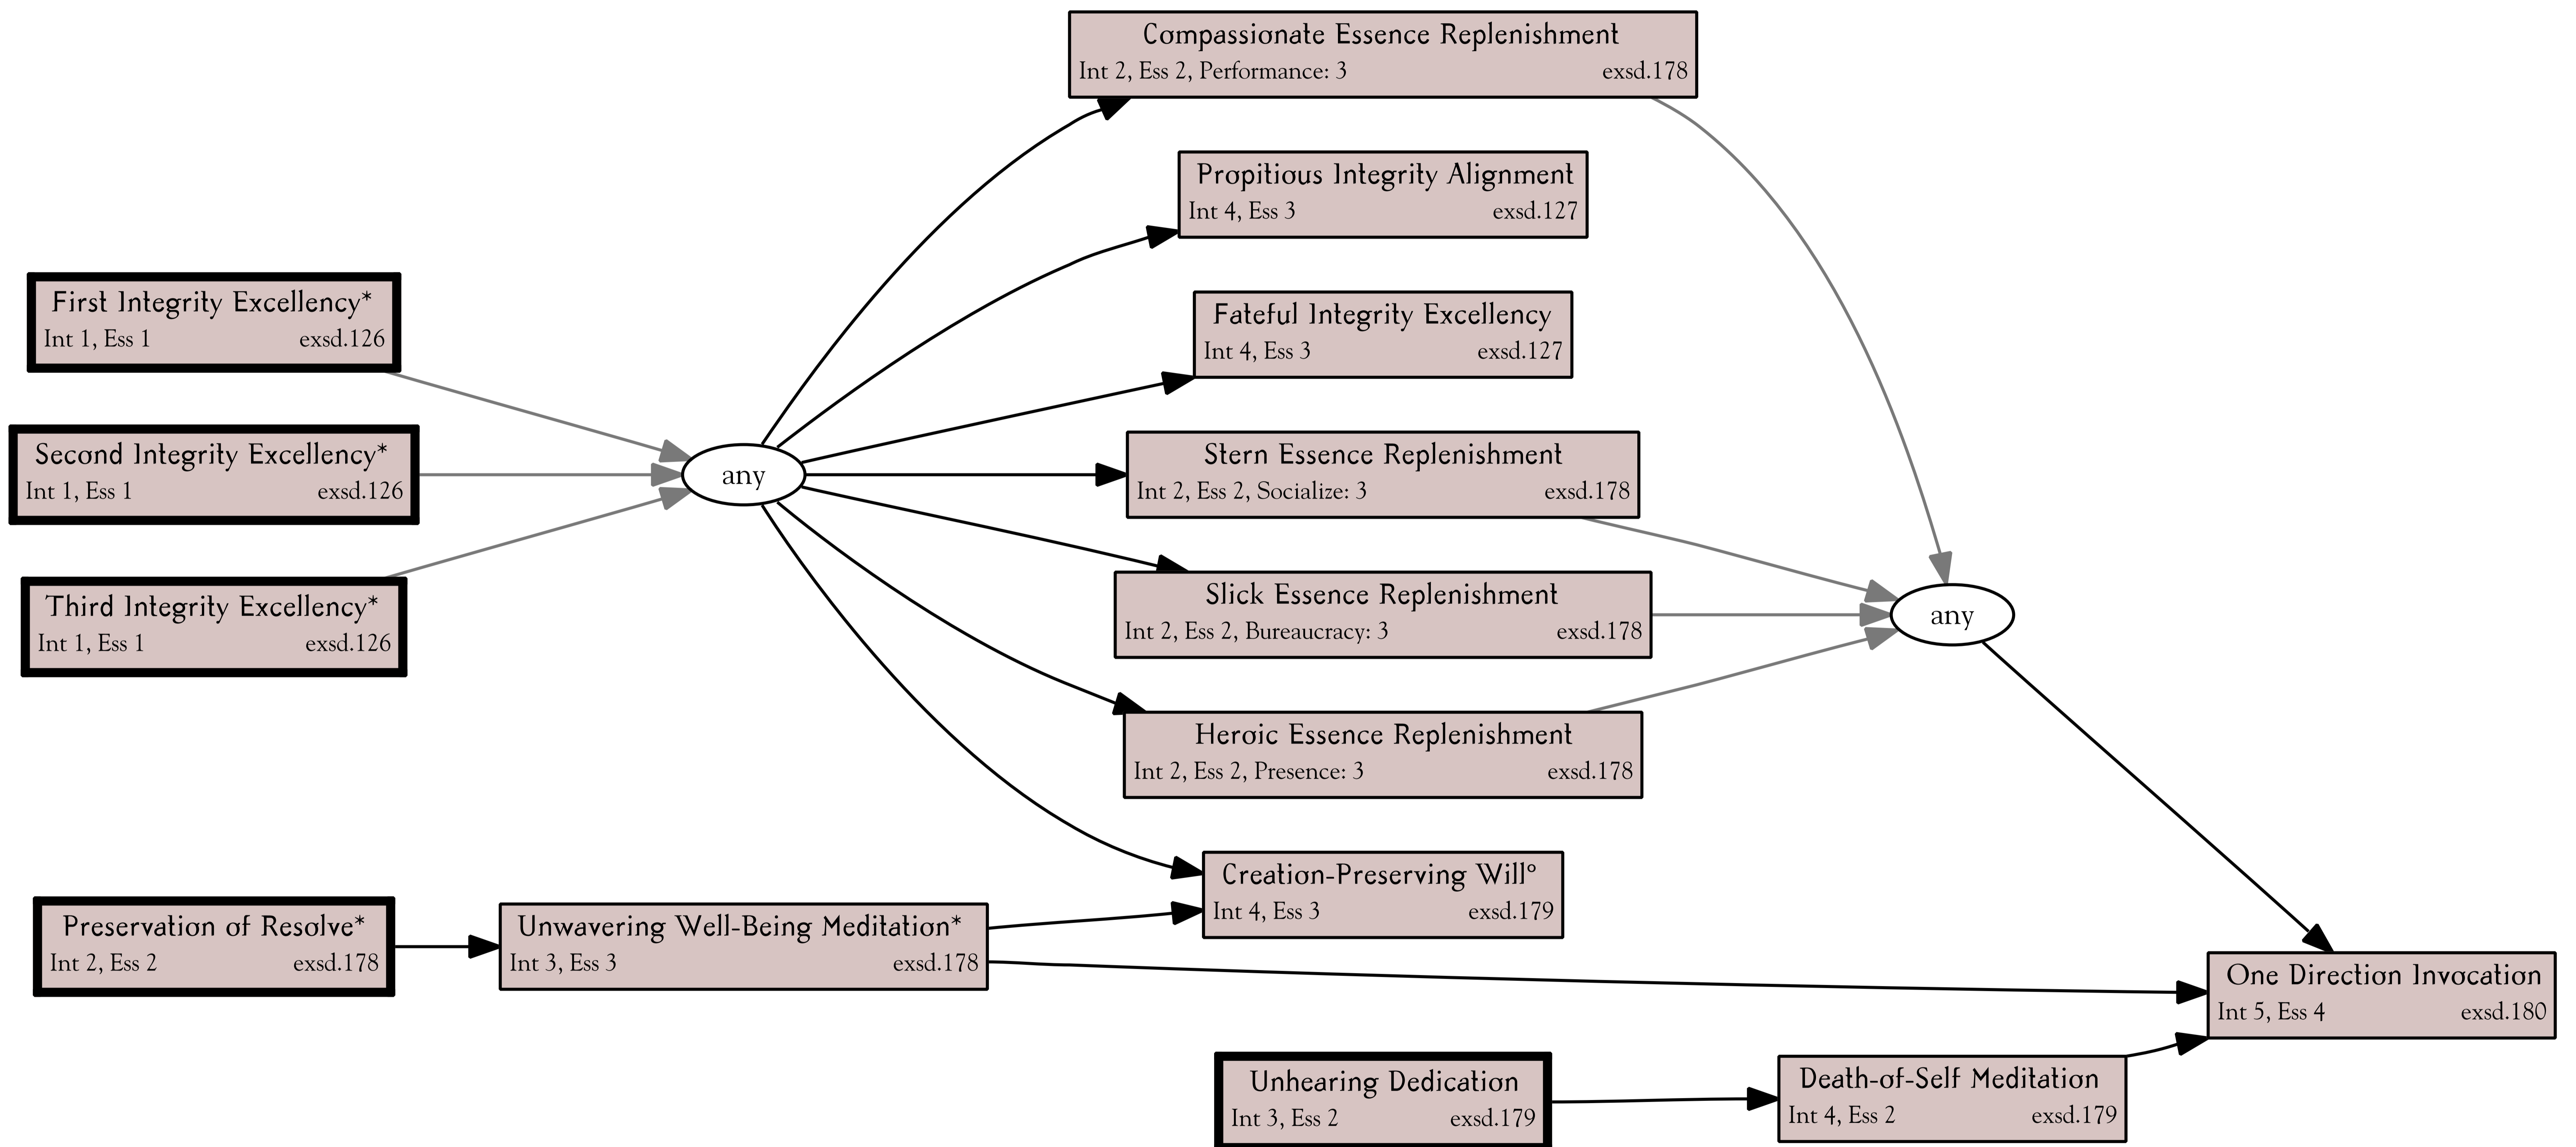 Compassionate Essence Replenishment
Int 2, Ess 2, Performance: 3 exsd.178
Propitious Integrity Alignment
Int 4, Ess 3 exsd.127
First Integrity Excellency*
Int 1, Ess 1 exsd.126
Fateful Integrity Excellency
Int 4, Ess 3 exsd.127
Second Integrity Excellency*
Int 1, Ess 1 exsd.126
any
Stern Essence Replenishment
Int 2, Ess 2, Socialize: 3 exsd.178
Third Integrity Excellency*
Int 1, Ess 1 exsd.126
Slick Essence Replenishment
Int 2, Ess 2, Bureaucracy: 3 exsd.178
any
Heroic Essence Replenishment
Int 2, Ess 2, Presence: 3 exsd.178
Creation-Preserving Will°
Int 4, Ess 3 exsd.179
Preservation of Resolve*
Int 2, Ess 2 exsd.178
Unwavering Well-Being Meditation*
Int 3, Ess 3 exsd.178
One Direction Invocation
Int 5, Ess 4 exsd.180
Unhearing Dedication
Int 3, Ess 2 exsd.179
Death-of-Self Meditation
Int 4, Ess 2 exsd.179